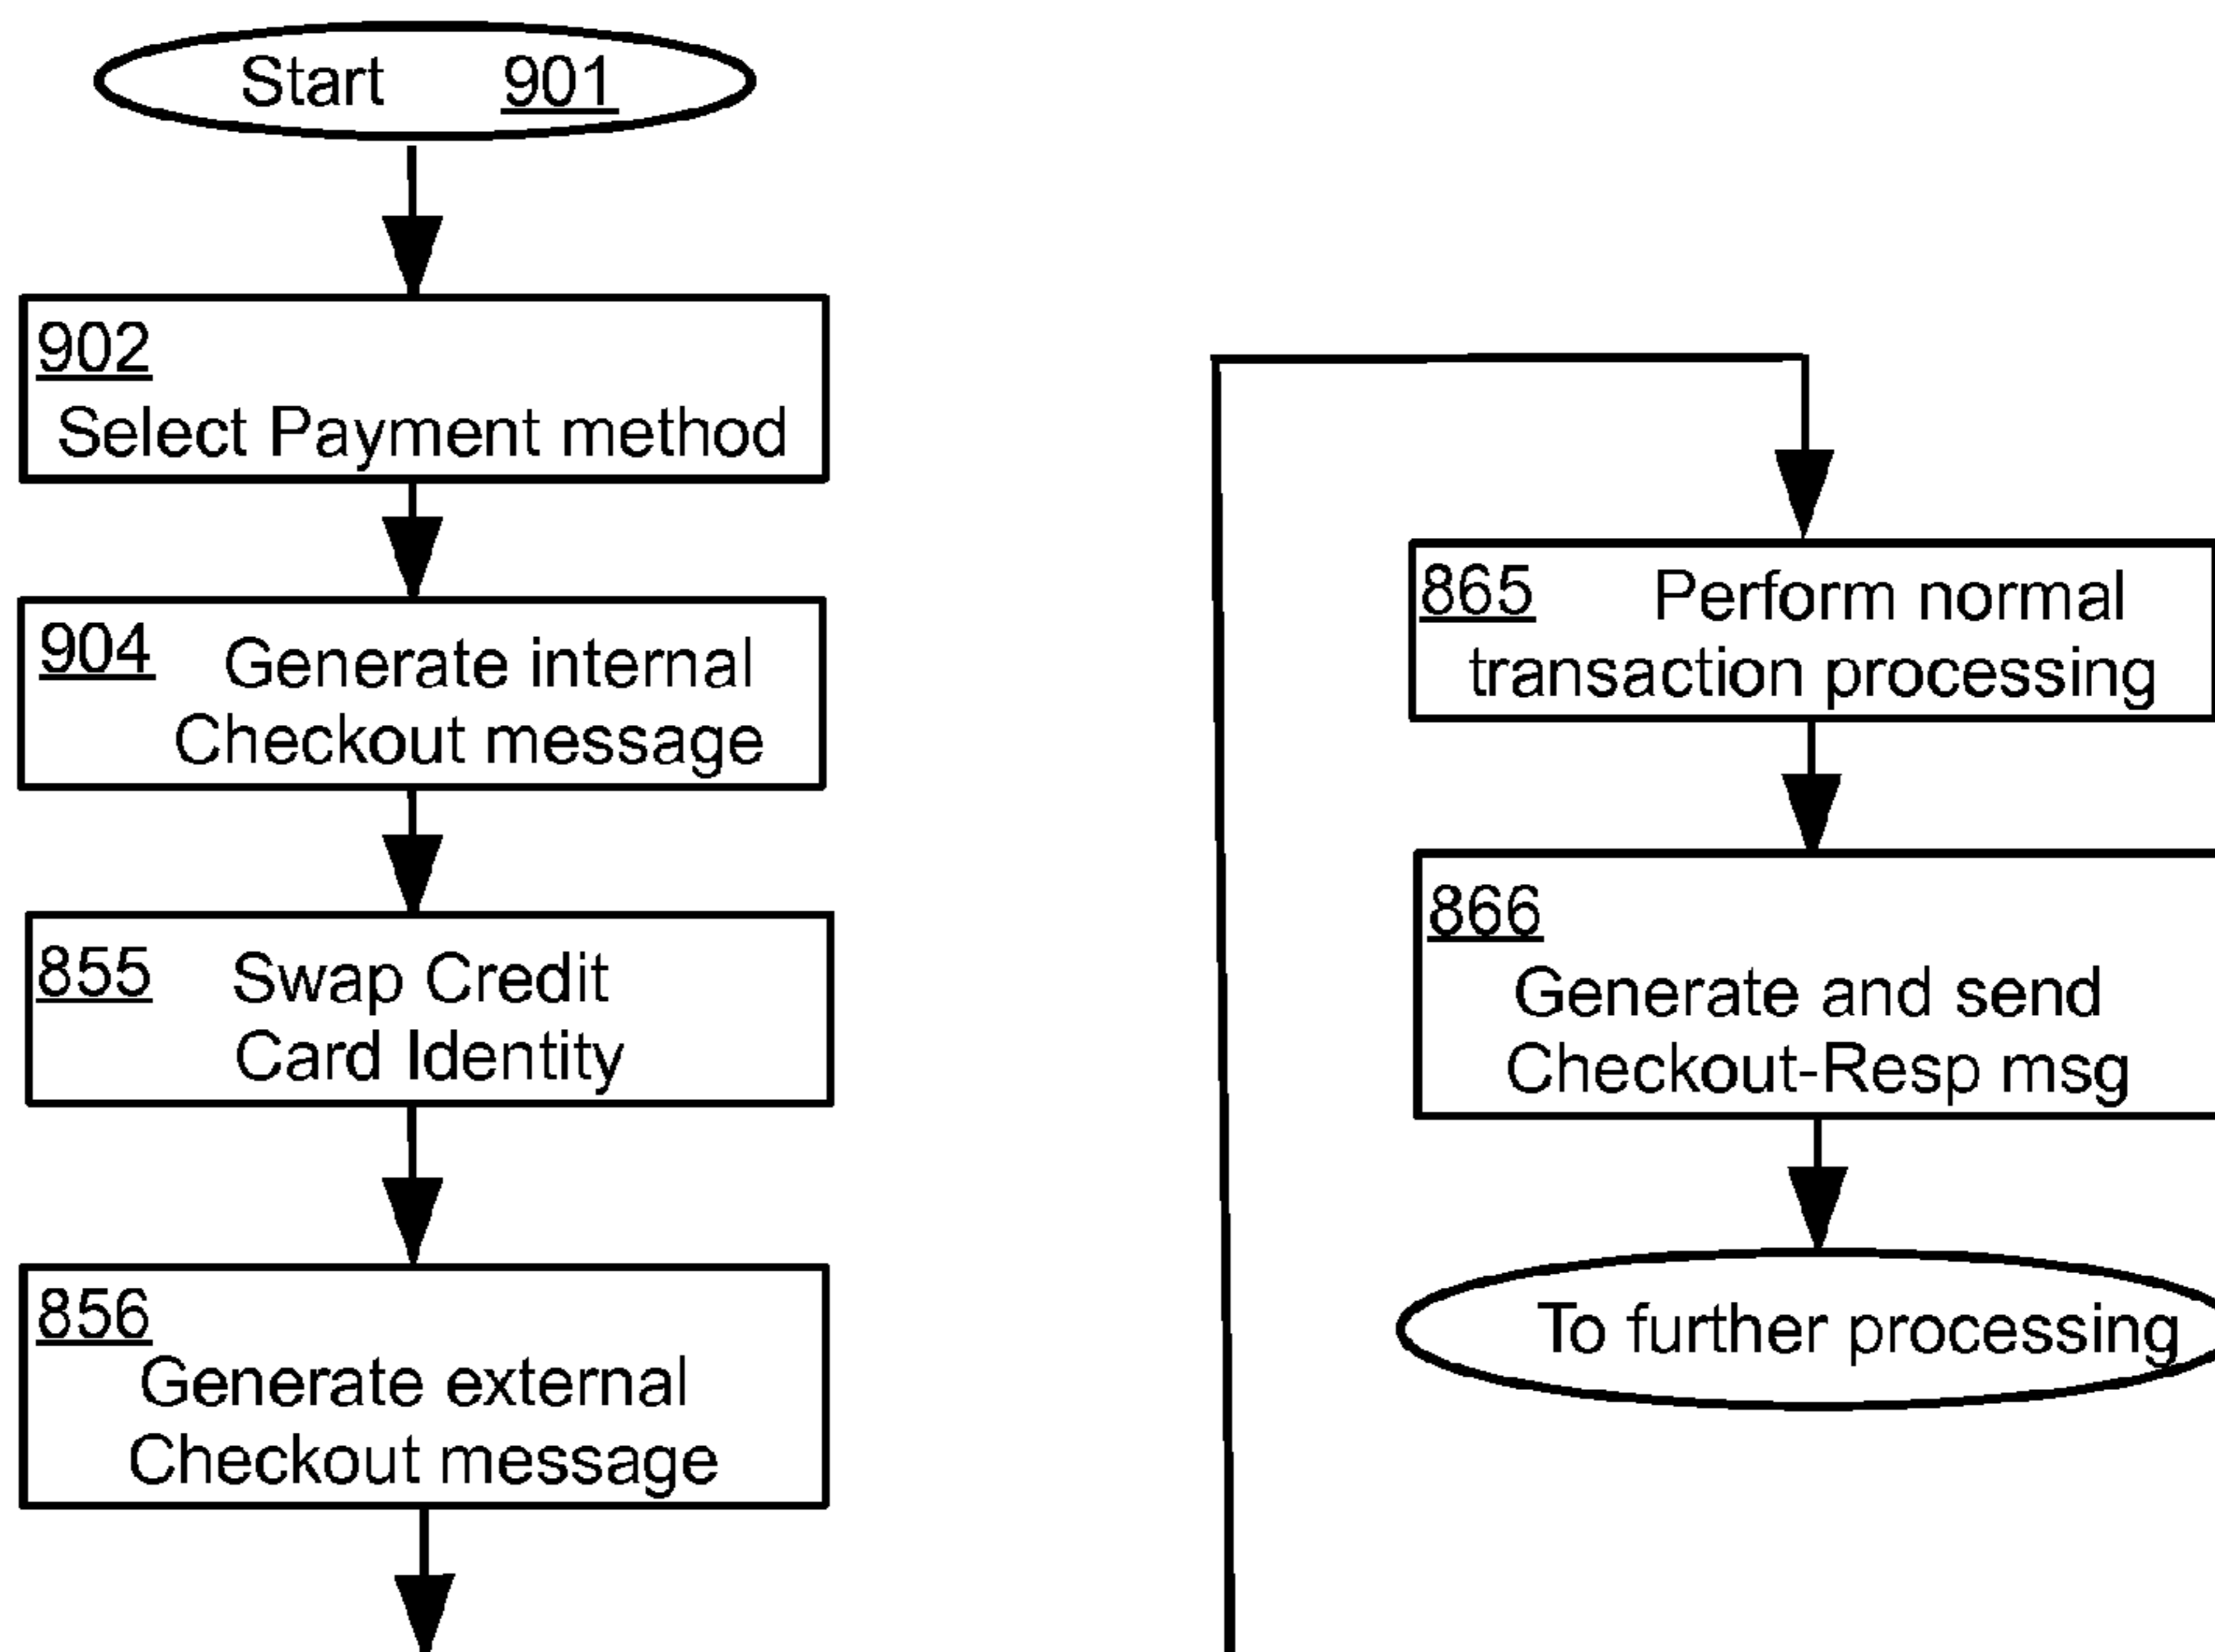 Start 901
902
Select Payment method
904 Generate internal
Checkout message
855 Swap Credit
Card Identity
856
Generate external
Checkout message
865 Perform normal
transaction processing
866
Generate and send
Checkout-Resp msg
To further processing